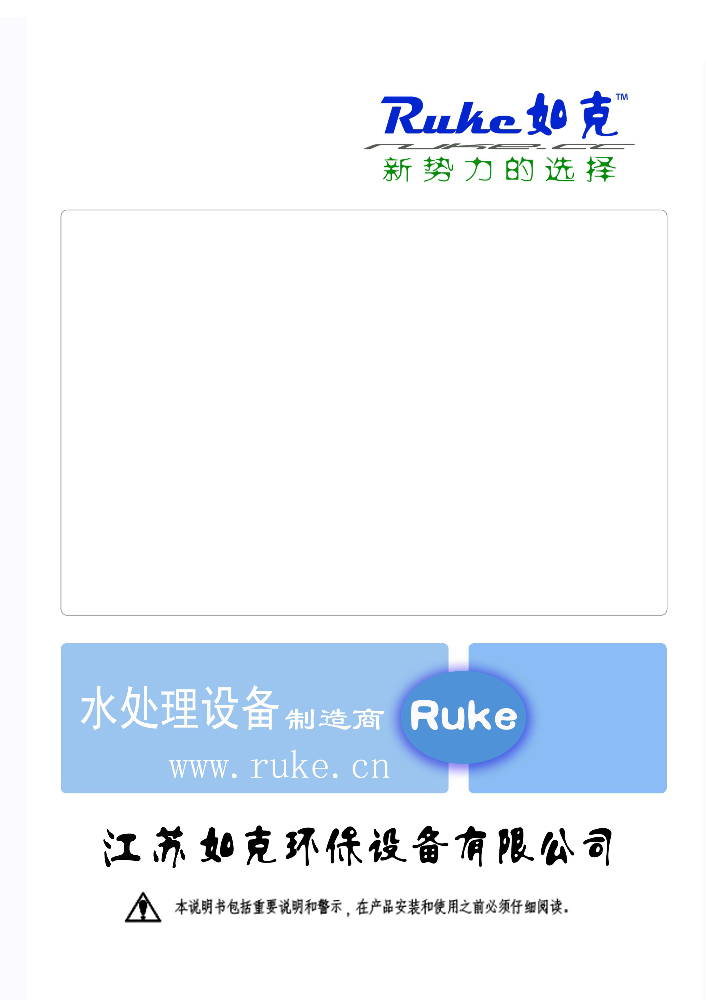 Ruke如克™
ruke.cc
新势力的选择
水处理设备制造商
Ruke
www.ruke.cn
江苏如克环保设备有限公司
本说明书包括重要说明和警示，在产品安装和使用之前必须仔细阅读。